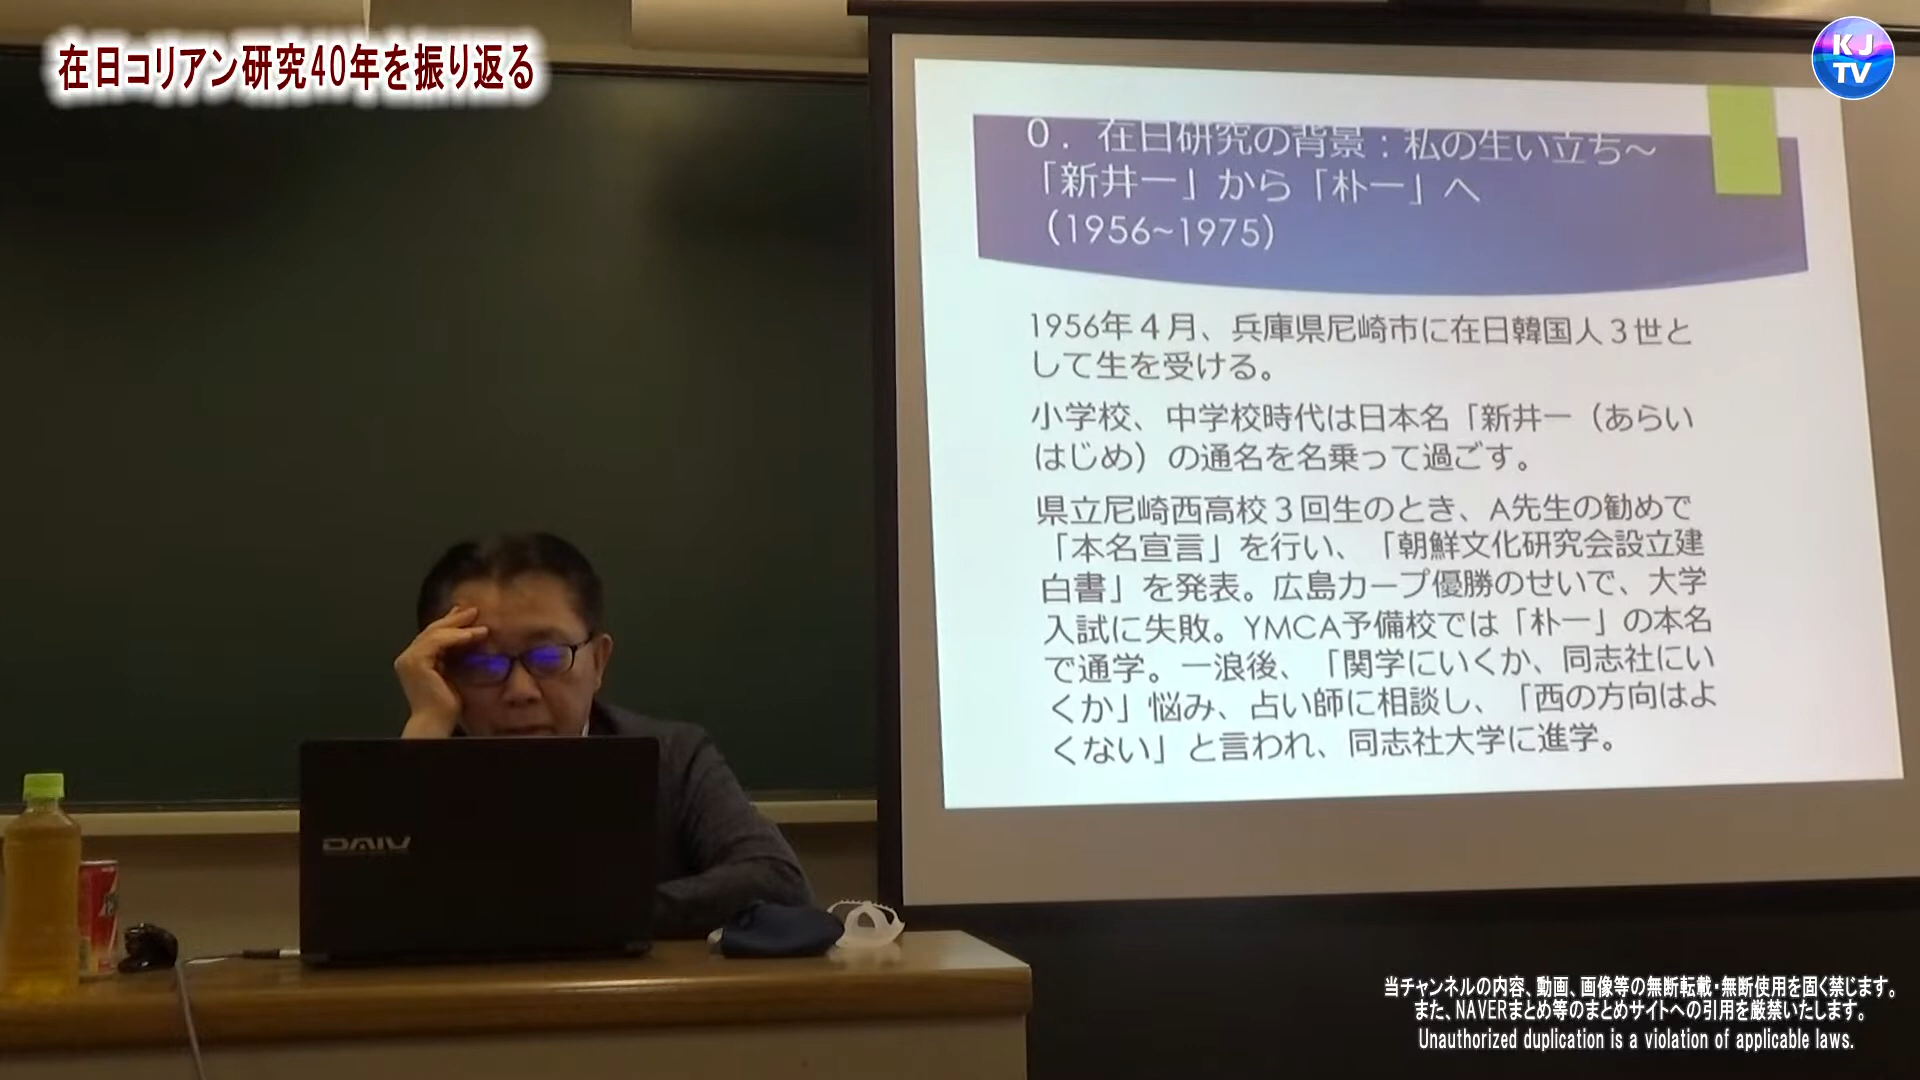 在日コリアン研究40年を振り返る
KJ
TV
０．在日研究の背景：私の生い立ち～
「新井一」から「朴一」へ
（1956~1975）
1956年４月、兵庫県尼崎市に在日韓国人３世と
して生を受ける。
小学校、中学校時代は日本名「新井一（あらい
はじめ）の通名を名乗って過ごす。
県立尼崎西高校３回生のとき、A先生の勧めで
「本名宣言」を行い、「朝鮮文化研究会設立建
白書」を発表。広島カープ優勝のせいで、大学
入試に失敗。YMCA予備校では「朴一」の本名
で通学。一浪後、「関学にいくか、同志社にい
くか」悩み、占い師に相談し、「西の方向はよ
くない」と言われ、同志社大学に進学。
DAIV
当チャンネルの内容、動画、画像等の無断転載・無断使用を固く禁じます。
また、NAVERまとめ等のまとめサイトへの引用を厳禁いたします。
Unauthorized duplication is a violation of applicable laws.